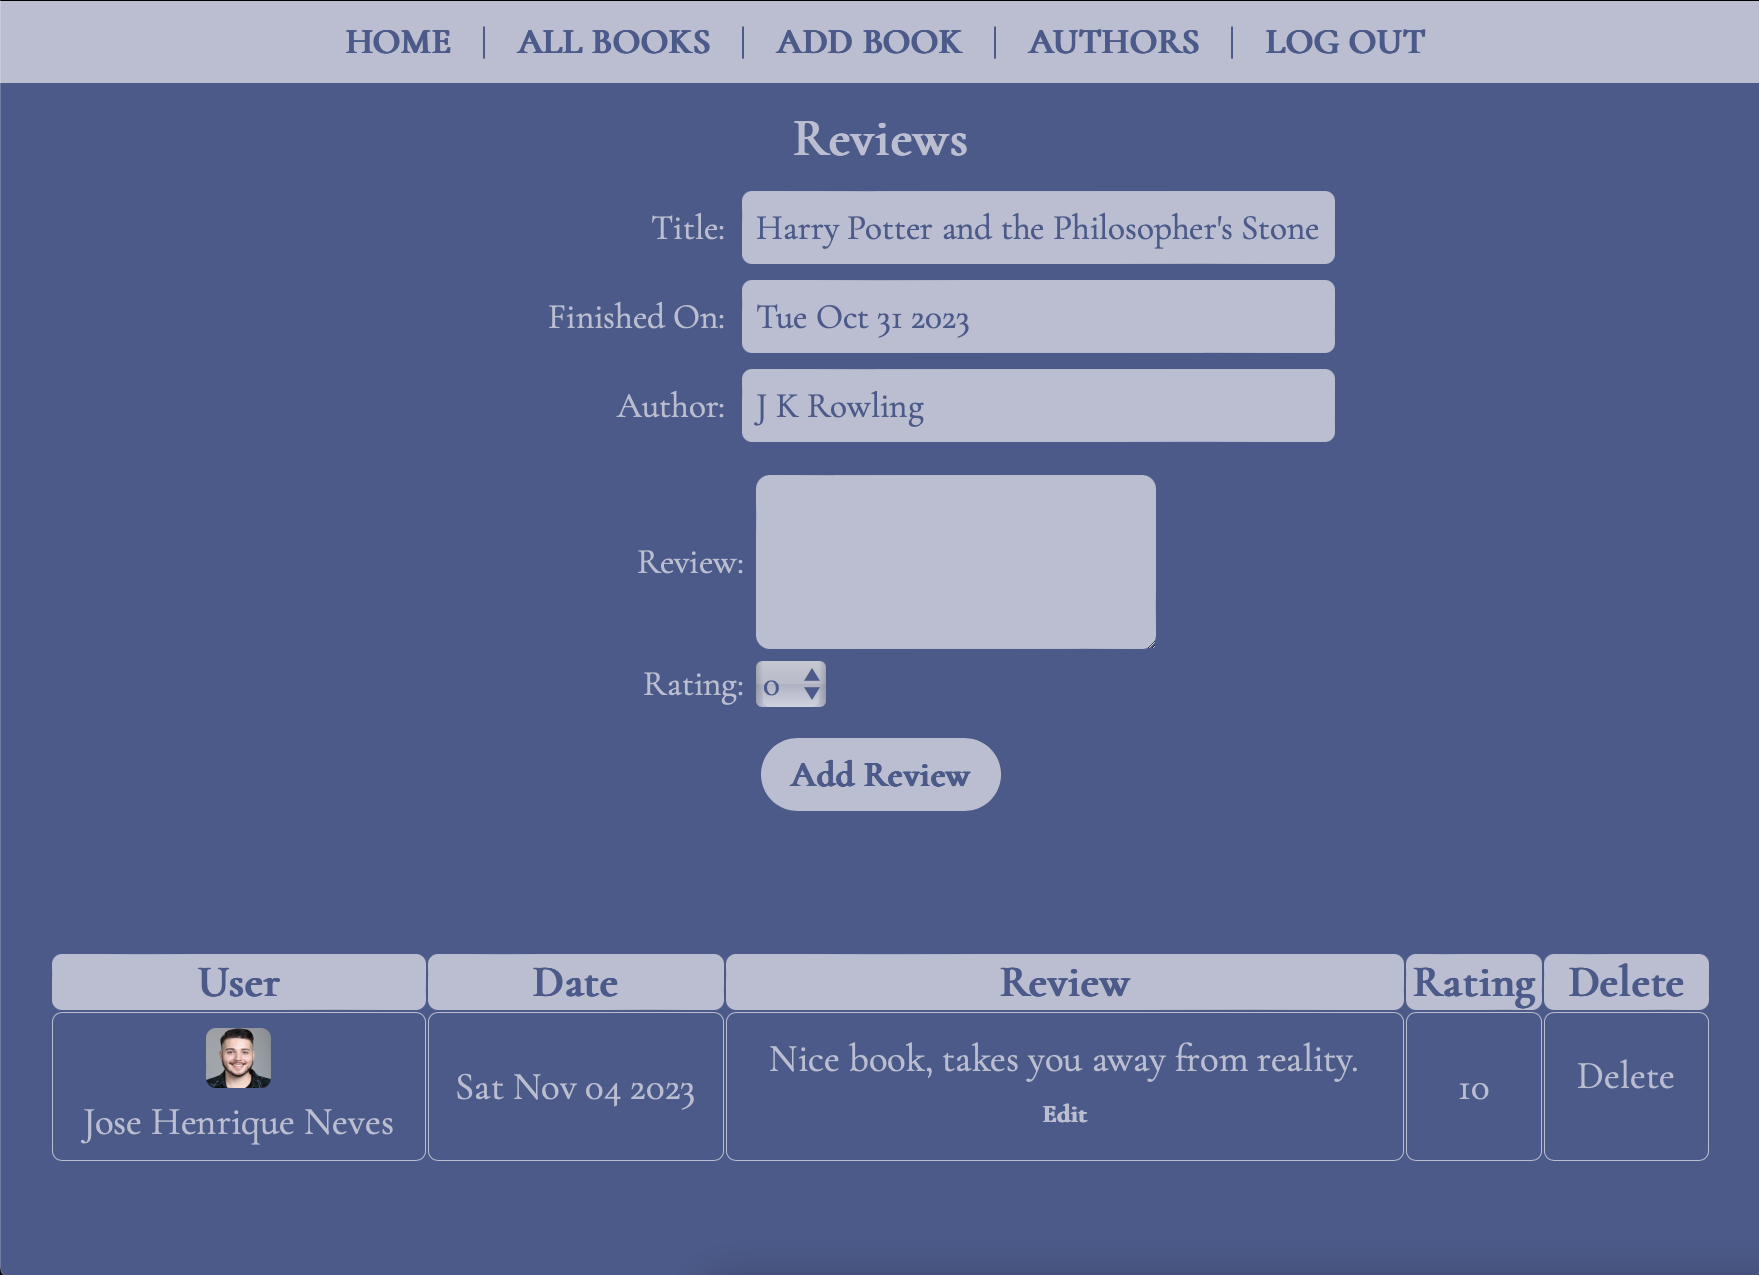 HOME | ALL BOOKS | ADD BOOK | AUTHORS | LOG OUT
Reviews
Title: Harry Potter and the Philosopher's Stone
Finished On: Tue Oct 31 2023
Author: J K Rowling
Review:
Rating: 0
Add Review
User Date Review Rating Delete
Nice book, takes you away from reality.
Sat Nov 04 2023 10 Delete
Edit
Jose Henrique Neves